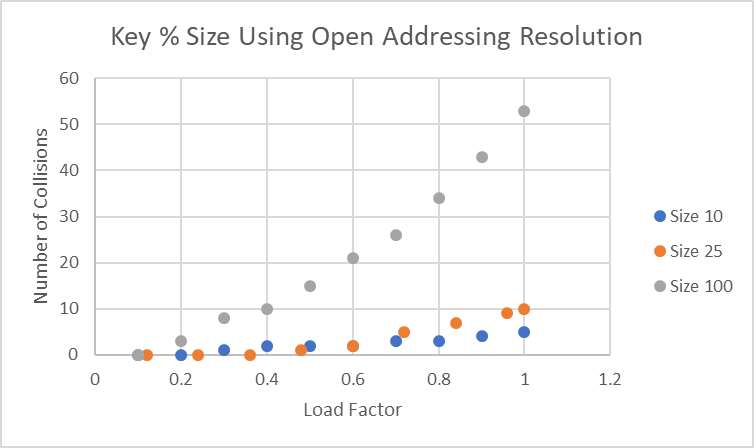 Key % Size Using Open Addressing Resolution
60
50
40
30
20
10
0
Number of Collisions
0 0.2 0.4 0.6 0.8 1 1.2
Load Factor
Size 10
Size 25
Size 100